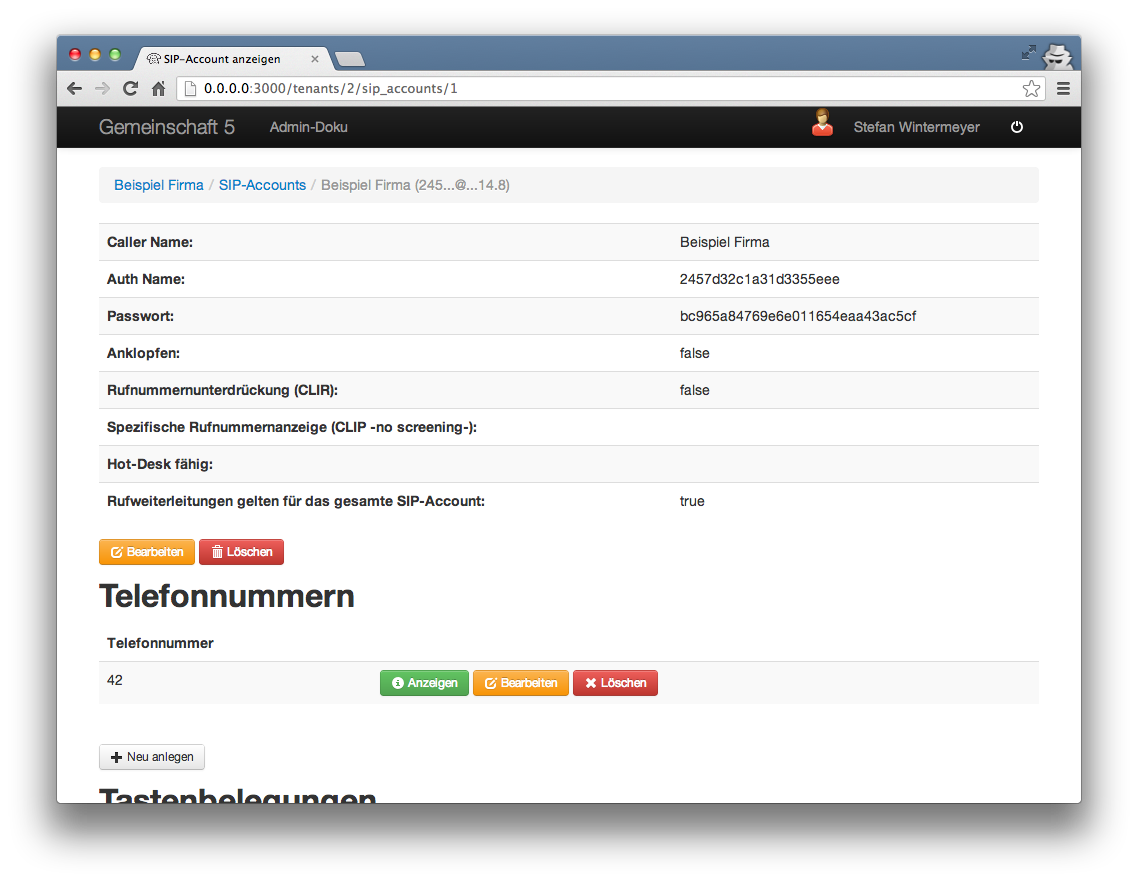 SIP-Account anzeigen
0.0.0.0:3000/tenants/2/sip_accounts/1
Gemeinschaft 5 Admin-Doku Stefan Wintermeyer
Beispiel Firma / SIP-Accounts / Beispiel Firma (245...@...14.8)
Caller Name: Beispiel Firma
Auth Name: 2457d32c1a31d3355eee
Passwort: bc965a84769e6e011654eaa43ac5cf
Anklopfen: false
Rufnummernunterdrückung (CLIR): false
Spezifische Rufnummernanzeige (CLIP -no screening-):
Hot-Desk fähig:
Rufweiterleitungen gelten für das gesamte SIP-Account: true
Bearbeiten Löschen
Telefonnummern
Telefonnummer
42 Anzeigen Bearbeiten Löschen
Neu anlegen
Tastenbelegungen